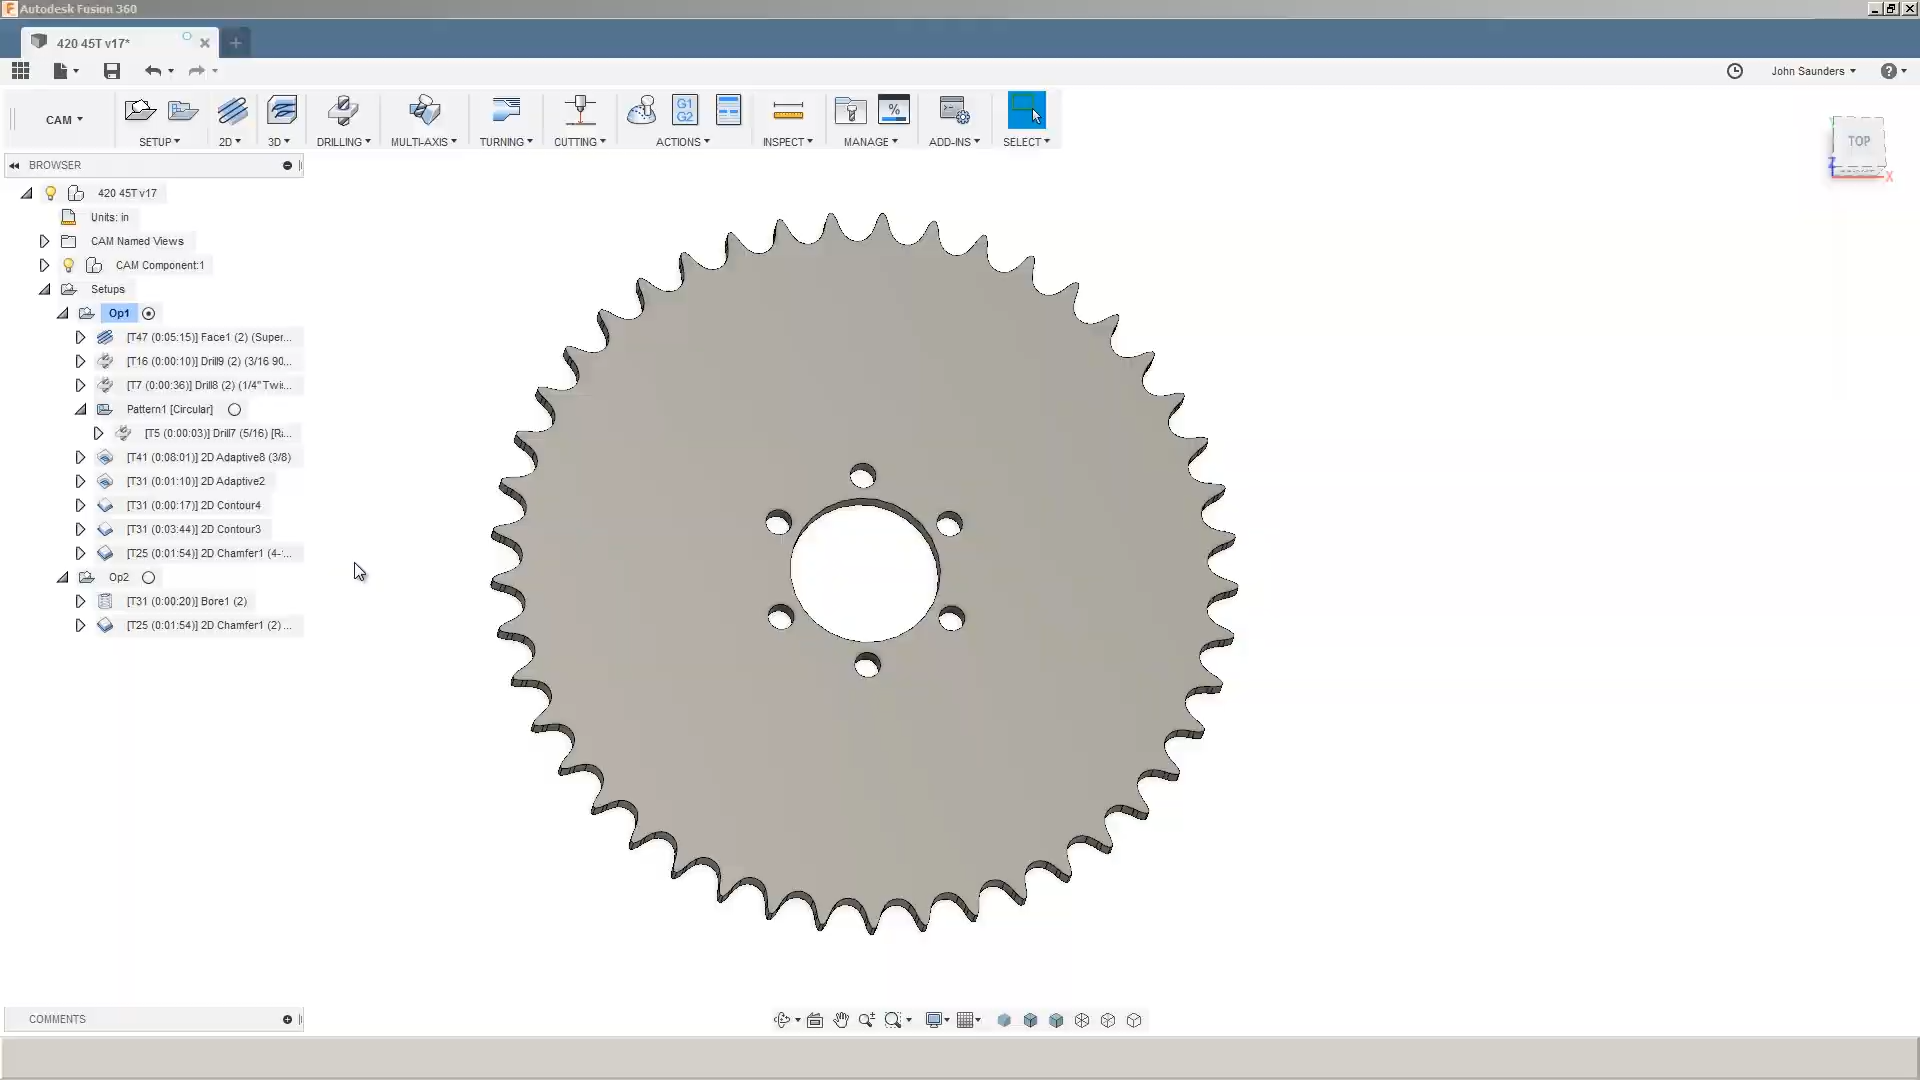 Autodesk Fusion 360
420 45T v17*
John Saunders
CAM
SETUP
2D
3D
DRILLING
MULTI-AXIS
TURNING
CUTTING
G1
G2
ACTIONS
INSPECT
%
MANAGE
ADD-INS
SELECT
TOP
Z
X
BROWSER
420 45T v17
Units: in
CAM Named Views
CAM Component:1
Setups
Op1
[T47 (0:05:15)] Face1 (2) (Super...
[T16 (0:00:10)] Drill9 (2) (3/16 90...
[T7 (0:00:36)] Drill8 (2) (1/4" Twi...
Pattern1 [Circular]
[T5 (0:00:03)] Drill7 (5/16) [Ri...
[T41 (0:08:01)] 2D Adaptive8 (3/8)
[T31 (0:01:10)] 2D Adaptive2
[T31 (0:00:17)] 2D Contour4
[T31 (0:03:44)] 2D Contour3
[T25 (0:01:54)] 2D Chamfer1 (4-...
Op2
[T31 (0:00:20)] Bore1 (2)
[T25 (0:01:54)] 2D Chamfer1 (2) ...
COMMENTS